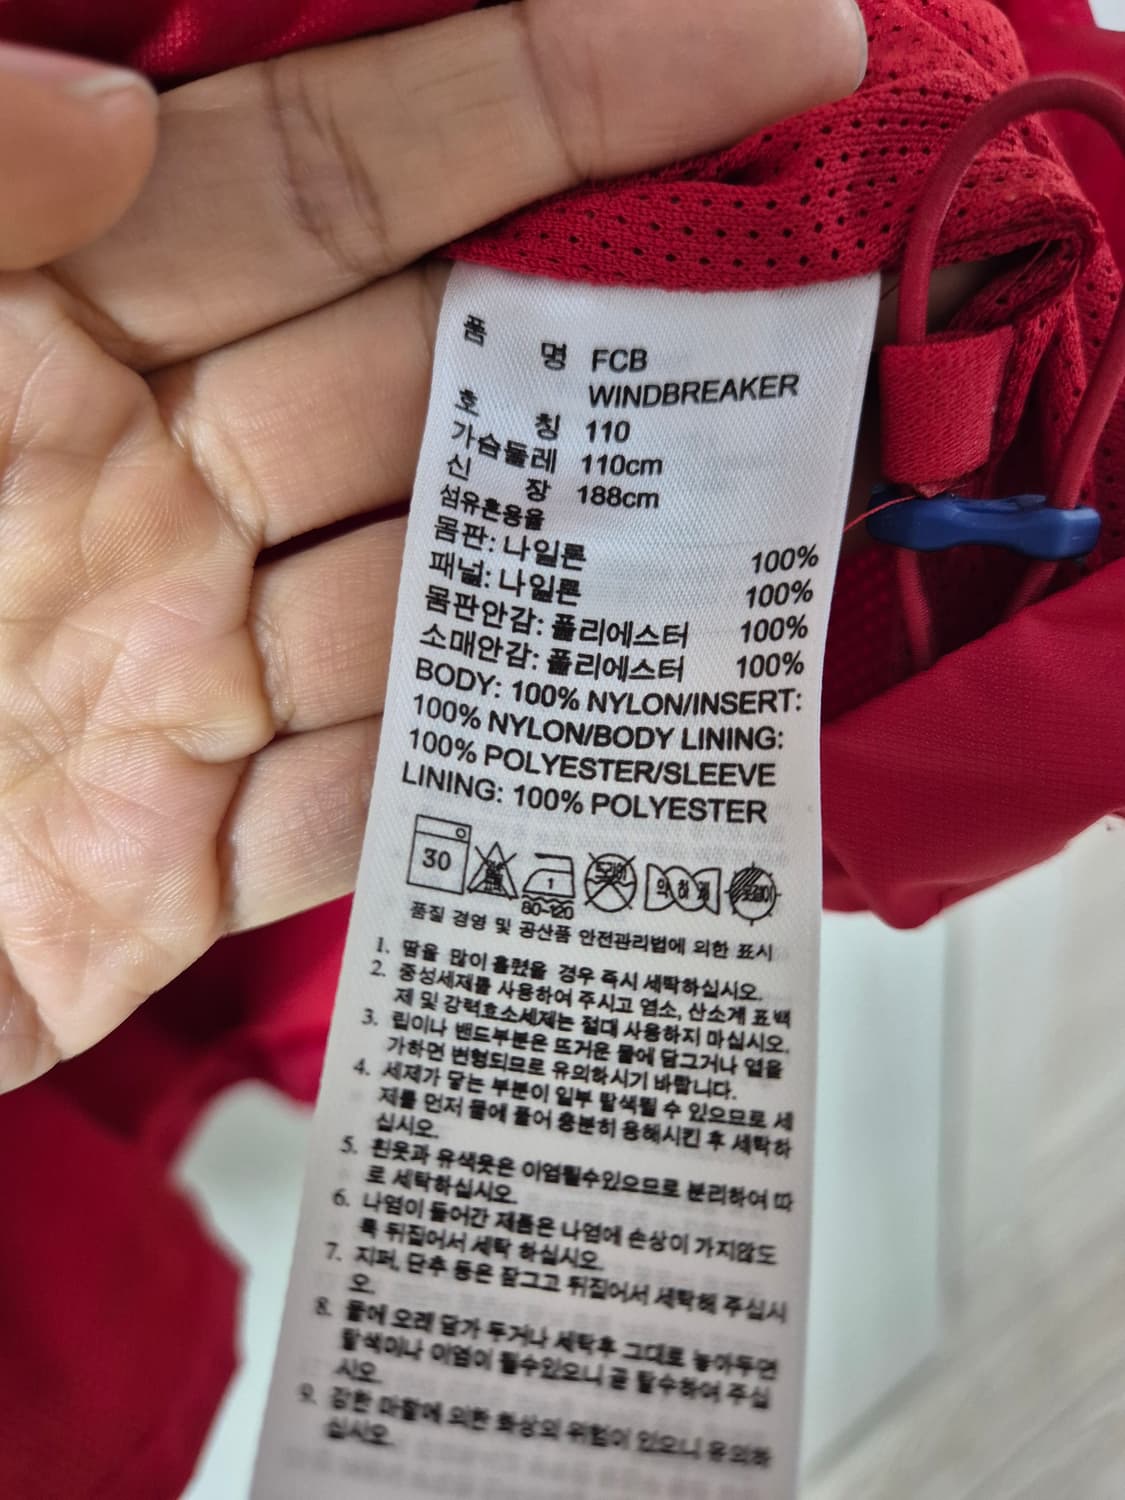 품 명 FCB
WINDBREAKER
호 칭 110
가슴둘레 110cm
신 장 188cm
섬유혼용율
몸판: 나일론 100%
패널: 나일론 100%
몸판안감: 폴리에스터 100%
소매안감: 폴리에스터 100%
BODY: 100% NYLON/INSERT:
100% NYLON/BODY LINING:
100% POLYESTER/SLEEVE
LINING: 100% POLYESTER
30
1
80~120
드라이
약하게
품질 경영 및 공산품 안전관리법에 의한 표시
1. 땀을 많이 흘렸을 경우 즉시 세탁하십시오.
2. 중성세제를 사용하여 주시고 염소, 산소계 표백
제 및 강력효소세제는 절대 사용하지 마십시오.
3. 립이나 밴드부분은 뜨거운 물에 담그거나 열을
가하면 변형되므로 유의하시기 바랍니다.
4. 세제가 닿는 부분이 일부 탈색될 수 있으므로 세
제를 먼저 물에 풀어 충분히 용해시킨 후 세탁하
십시오.
5. 흰옷과 유색옷은 이염될수있으므로 분리하여 따
로 세탁하십시오.
6. 나염이 들어간 제품은 나염에 손상이 가지않도
록 뒤집어서 세탁 하십시오.
7. 지퍼, 단추 등은 잠그고 뒤집어서 세탁해 주십시
오.
8. 물에 오래 담가 두거나 세탁후 그대로 놓아두면
탈색이나 이염이 될수있으니 곧 탈수하여 주십
시오.
9. 강한 마찰에 의한 화상의 위험이 있으니 유의하
십시오.